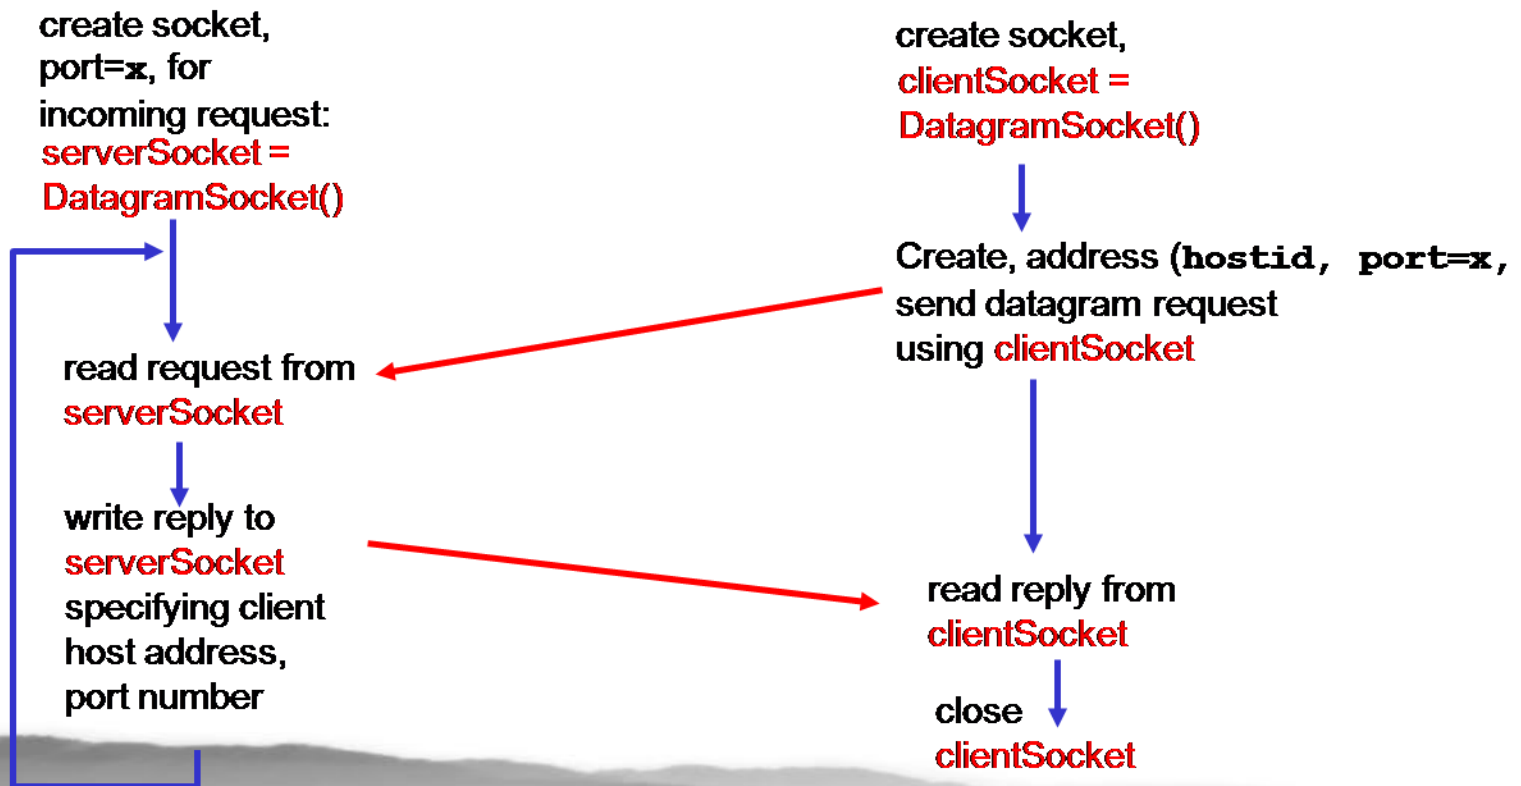 create socket,
port=x, for
incoming request:
serverSocket =
DatagramSocket()
read request from
serverSocket
write reply to
serverSocket
specifying client
host address,
port number
create socket,
clientSocket =
DatagramSocket()
Create, address (hostid, port=x,
send datagram request
using clientSocket
read reply from
clientSocket
close
clientSocket